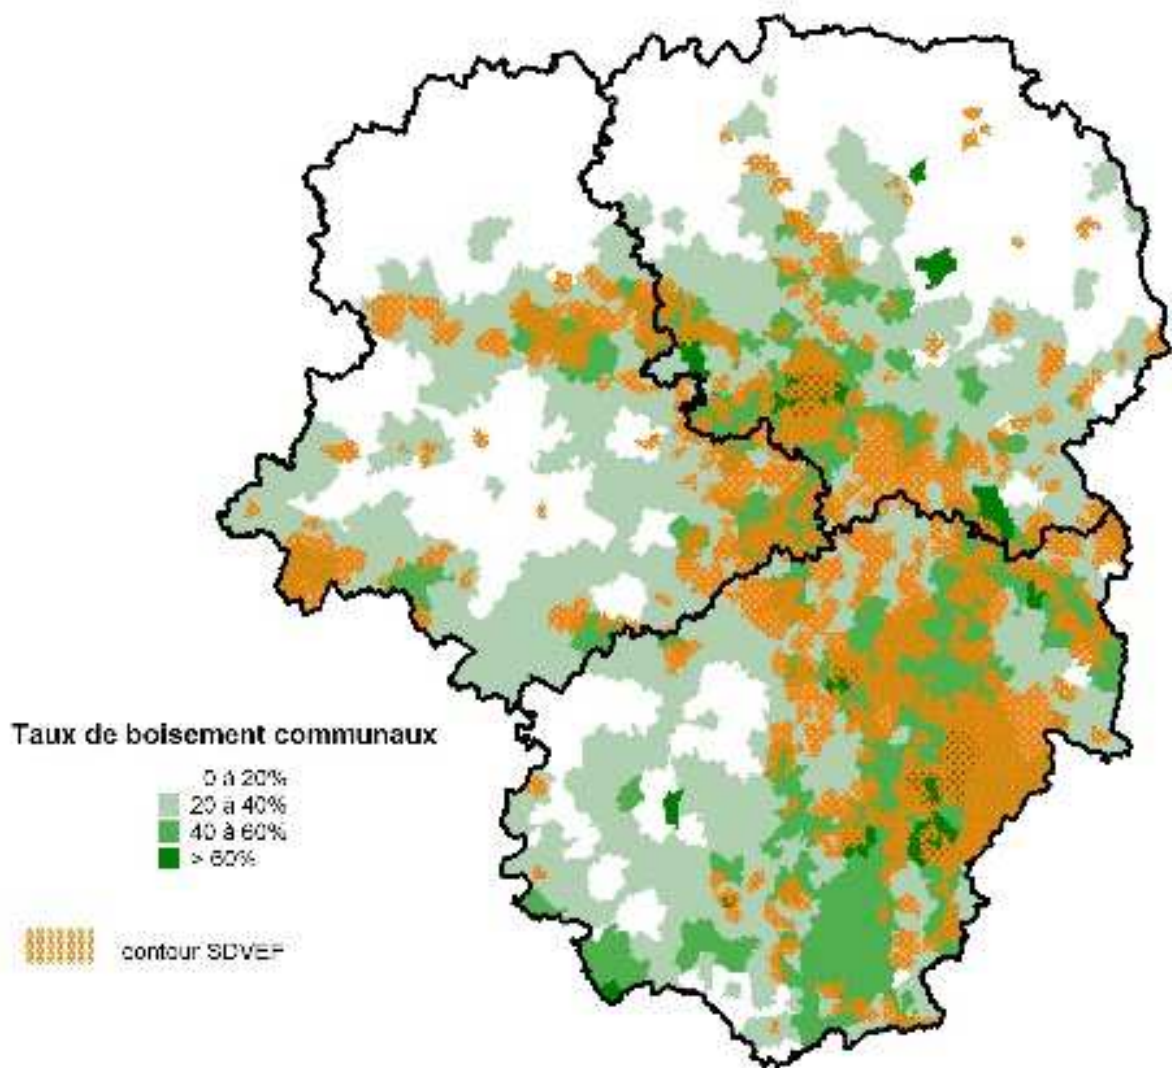 Taux de boisement communaux
0 à 20%
20 à 40%
40 à 60%
> 60%
contour SDVEF